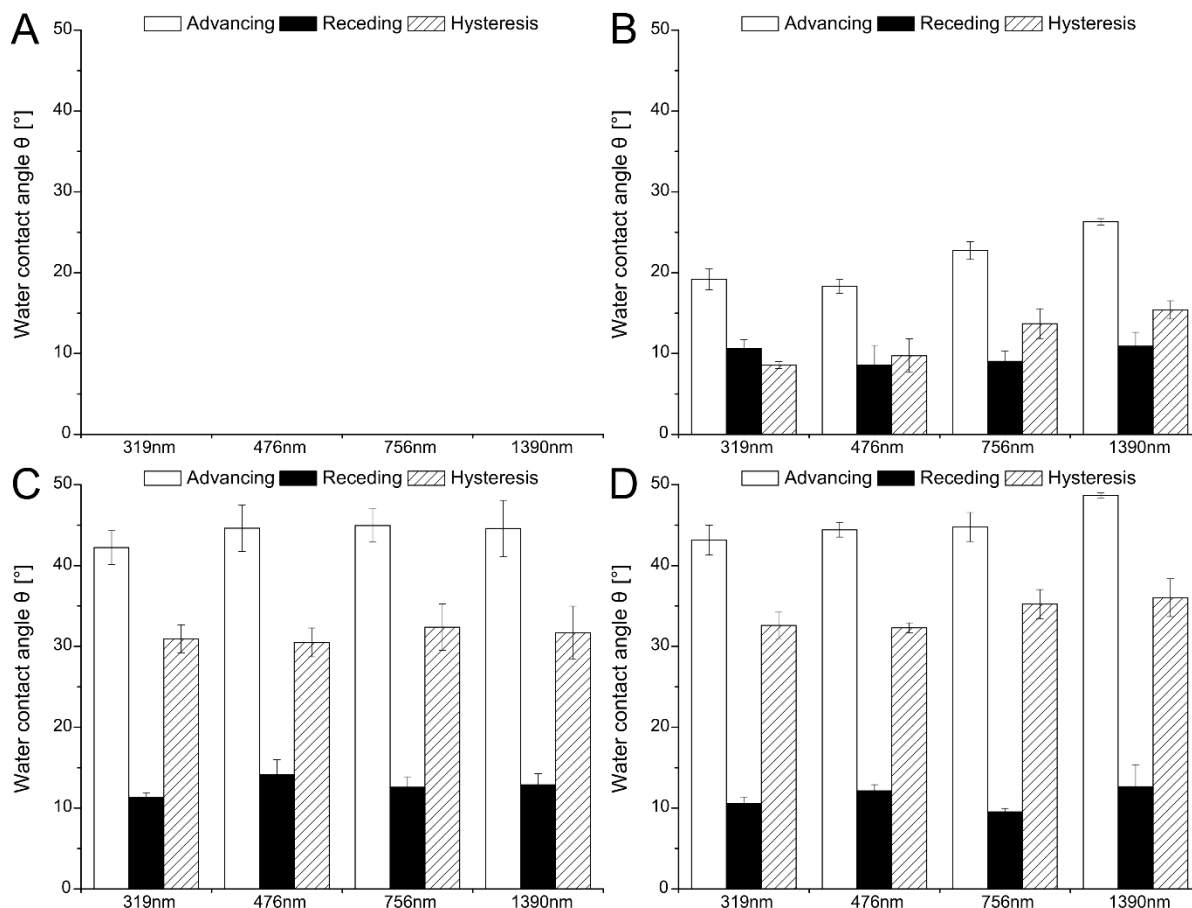 A
Advancing Receding Hysteresis
Water contact angle θ [°]
50
40
30
20
10
0
319nm 476nm 756nm 1390nm
B
Advancing Receding Hysteresis
Water contact angle θ [°]
50
40
30
20
10
0
319nm 476nm 756nm 1390nm
C
Advancing Receding Hysteresis
Water contact angle θ [°]
50
40
30
20
10
0
319nm 476nm 756nm 1390nm
D
Advancing Receding Hysteresis
Water contact angle θ [°]
50
40
30
20
10
0
319nm 476nm 756nm 1390nm